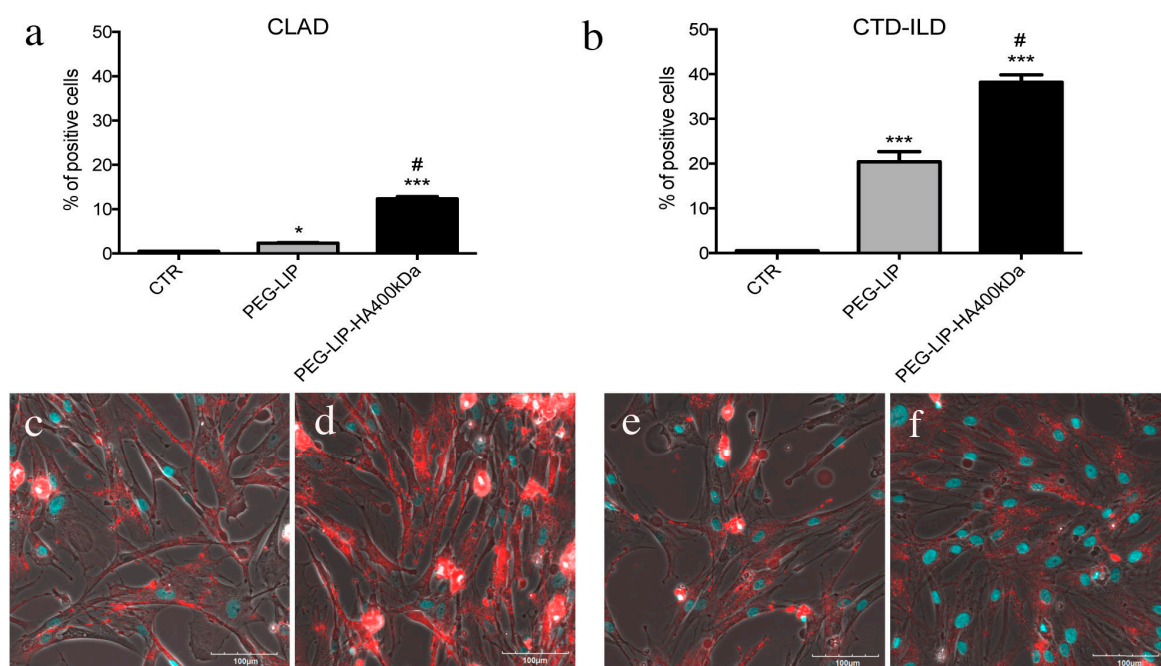 a
CLAD
50
40
30
20
10
0
% of positive cells
#
***
*
CTR
PEG-LIP
PEG-LIP-HA400kDa
b
CTD-ILD
50
40
30
20
10
0
% of positive cells
#
***
***
CTR
PEG-LIP
PEG-LIP-HA400kDa
c
100µm
d
100µm
e
100µm
f
100µm